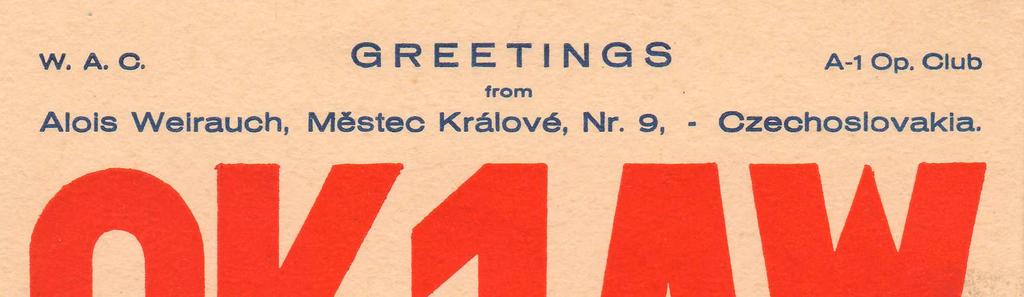 W. A. C. GREETINGS A-1 Op. Club
from
Alois Weirauch, Městec Králové, Nr. 9, - Czechoslovakia.
OK1AW